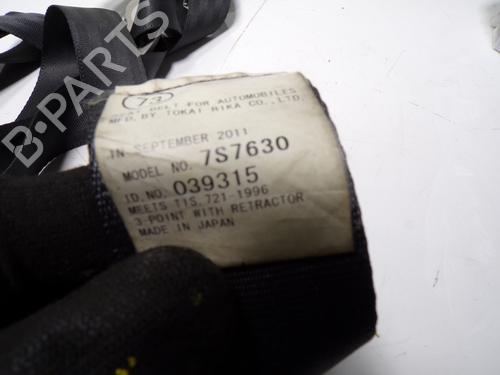 B-PARTS
SEAT BELT FOR AUTOMOBILES
MFD. BY TOKAI RIKA CO., LTD.
IN SEPTEMBER 2011
MODEL NO. 7S7630
ID.NO. 039315
MEETS TIS.721-1996
3-POINT WITH RETRACTOR
MADE IN JAPAN